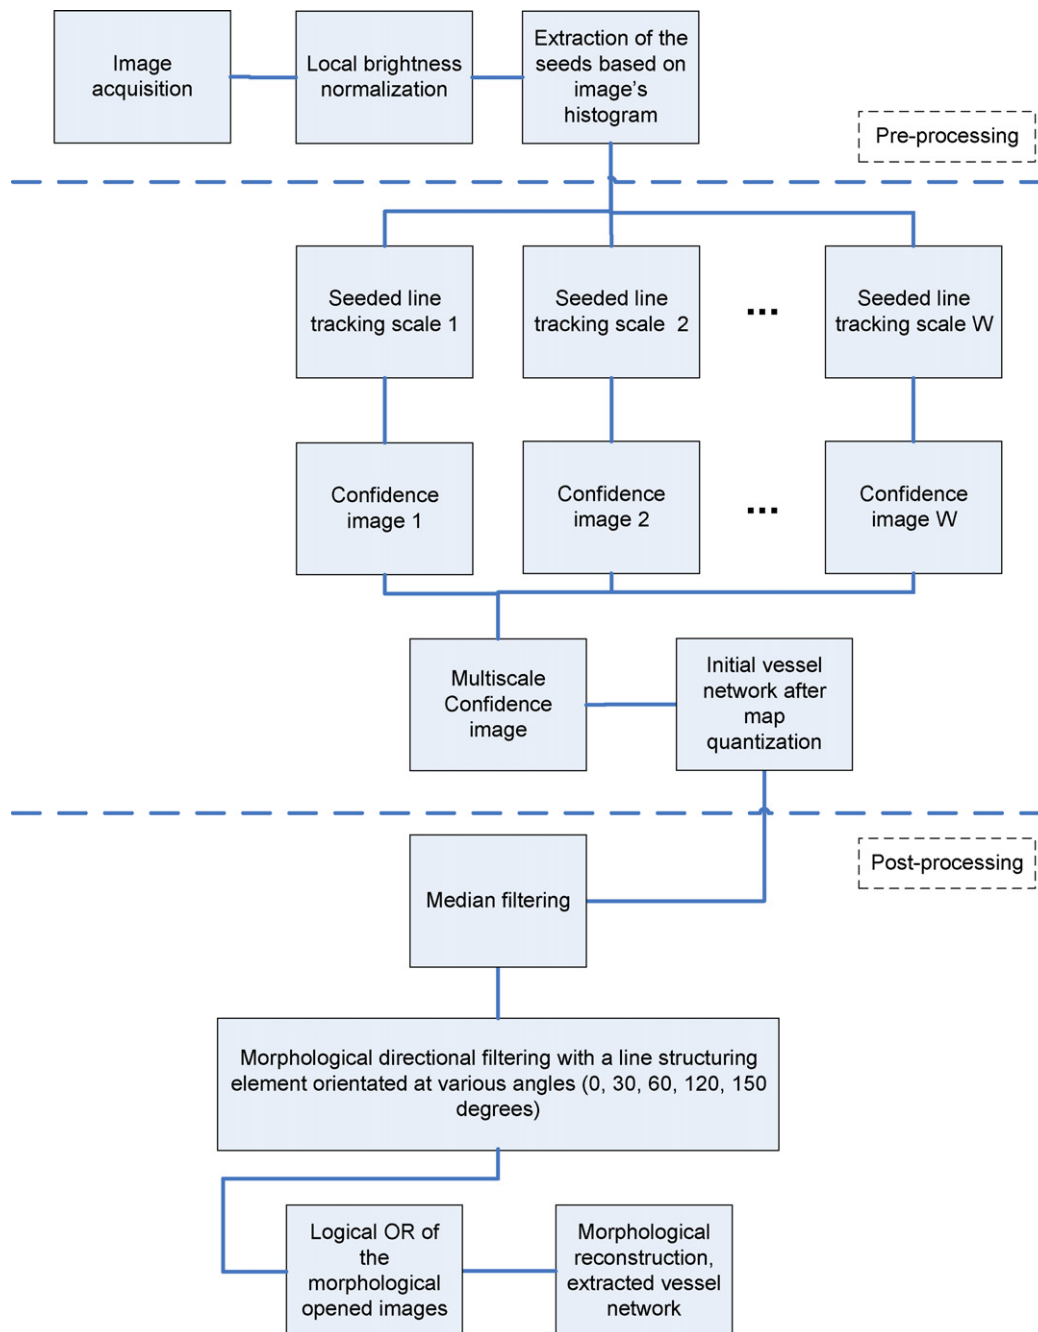 Image
acquisition
Local brightness
normalization
Extraction of the
seeds based on
image's
histogram
Pre-processing
Seeded line
tracking scale 1
Seeded line
tracking scale 2
...
Seeded line
tracking scale W
Confidence
image 1
Confidence
image 2
...
Confidence
image W
Multiscale
Confidence
image
Initial vessel
network after
map
quantization
Post-processing
Median filtering
Morphological directional filtering with a line structuring
element orientated at various angles (0, 30, 60, 120, 150
degrees)
Logical OR of
the
morphological
opened images
Morphological
reconstruction,
extracted vessel
network